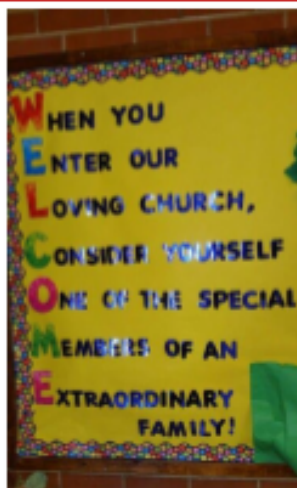 WHEN YOU
ENTER OUR
LOVING CHURCH,
CONSIDER YOURSELF
ONE OF THE SPECIAL
MEMBERS OF AN
EXTRAORDINARY
FAMILY!